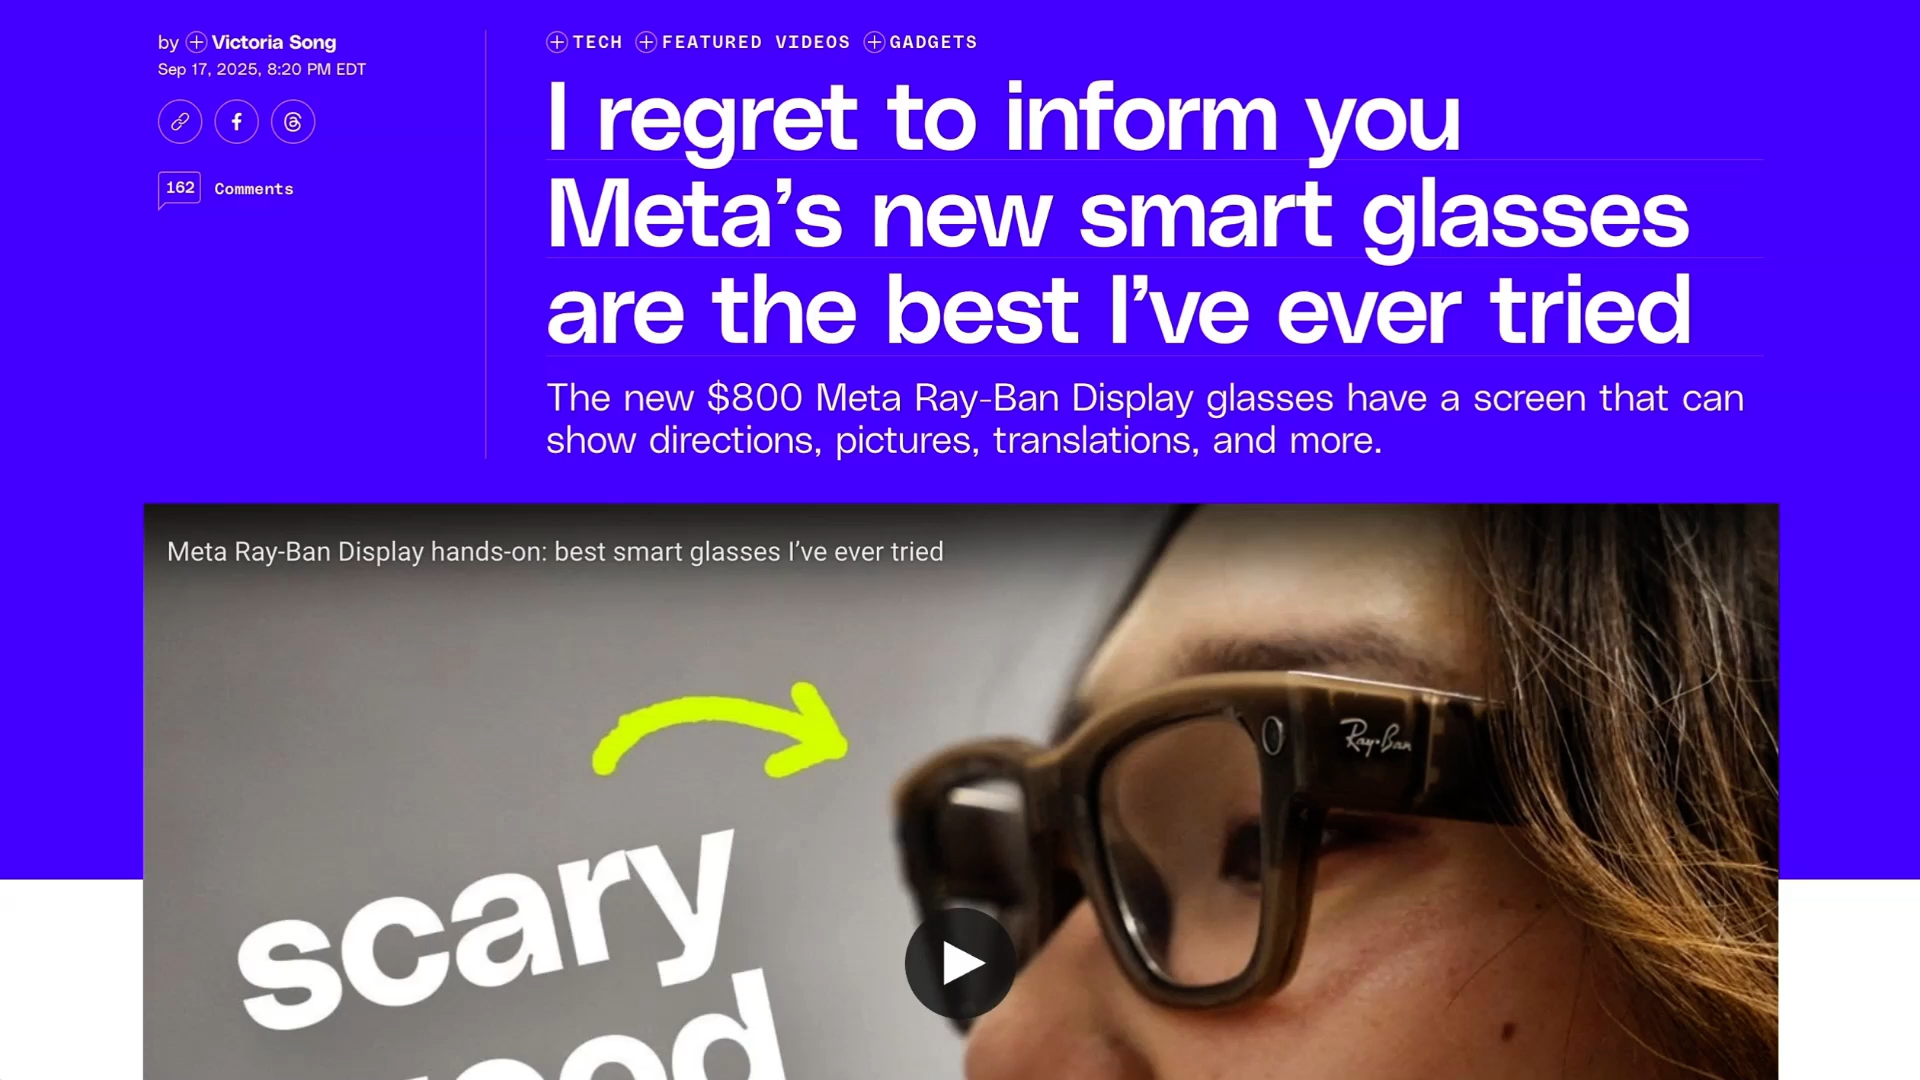 by Victoria Song
Sep 17, 2025, 8:20 PM EDT
162 Comments
TECH FEATURED VIDEOS GADGETS
I regret to inform you
Meta’s new smart glasses
are the best I’ve ever tried
The new $800 Meta Ray-Ban Display glasses have a screen that can
show directions, pictures, translations, and more.
Meta Ray-Ban Display hands-on: best smart glasses I’ve ever tried
Ray-Ban
scary